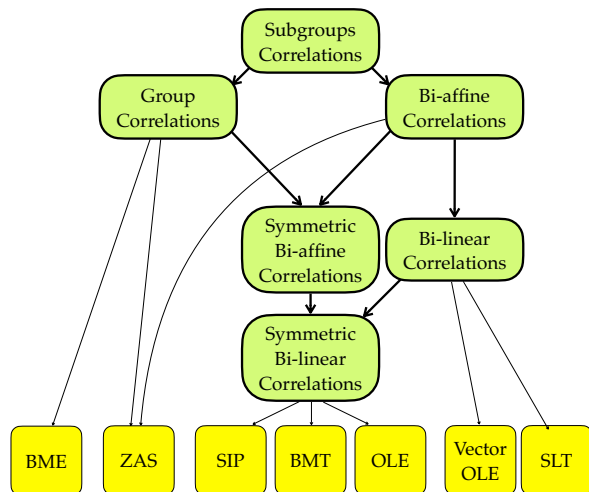 Subgroups
Correlations
Group
Correlations
Bi-affine
Correlations
Symmetric
Bi-affine
Correlations
Bi-linear
Correlations
Symmetric
Bi-linear
Correlations
BME
ZAS
SIP
BMT
OLE
Vector
OLE
SLT